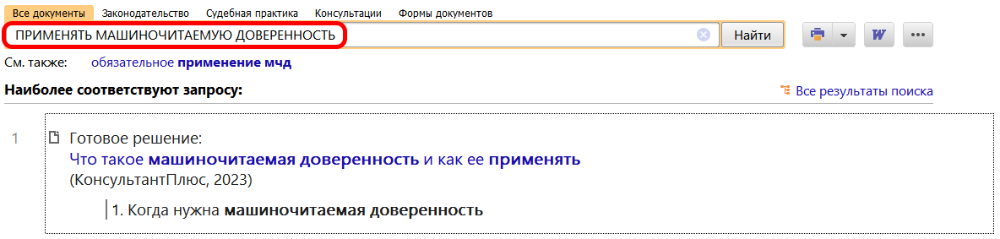 Все документы Законодательство Судебная практика Консультации Формы документов
ПРИМЕНЯТЬ МАШИНОЧИТАЕМУЮ ДОВЕРЕННОСТЬ Найти W
См. также: обязательное применение мчд
Наиболее соответствуют запросу: Все результаты поиска
1 Готовое решение:
Что такое машиночитаемая доверенность и как ее применять
(КонсультантПлюс, 2023)
1. Когда нужна машиночитаемая доверенность